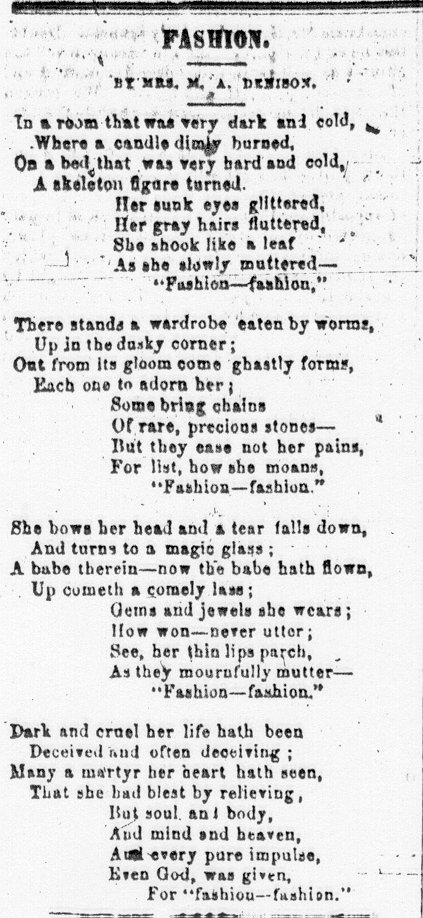 FASHION.
BY MRS. M. A. DENISON.
In a room that was very dark and cold,
Where a candle dimly burned,
On a bed that was very hard and cold,
A skeleton figure turned.
Her sunk eyes glittered,
Her gray hairs fluttered,
She shook like a leaf
As she slowly muttered—
"Fashion—fashion,"
There stands a wardrobe eaten by worms,
Up in the dusky corner;
Out from its gloom come ghastly forms,
Each one to adorn her;
Some bring chains
Of rare, precious stones—
But they ease not her pains,
For list, how she moans,
"Fashion—fashion."
She bows her head and a tear falls down,
And turns to a magic glass;
A babe therein—now the babe hath flown,
Up cometh a comely lass;
Gems and jewels she wears;
How won—never utter;
See, her thin lips parch,
As they mournfully mutter—
"Fashion—fashion."
Dark and cruel her life hath been
Deceived and often deceiving;
Many a martyr her heart hath seen,
That she had blest by relieving,
But soul and body,
And mind and heaven,
And every pure impulse,
Even God, was given,
For "fashion—fashion."